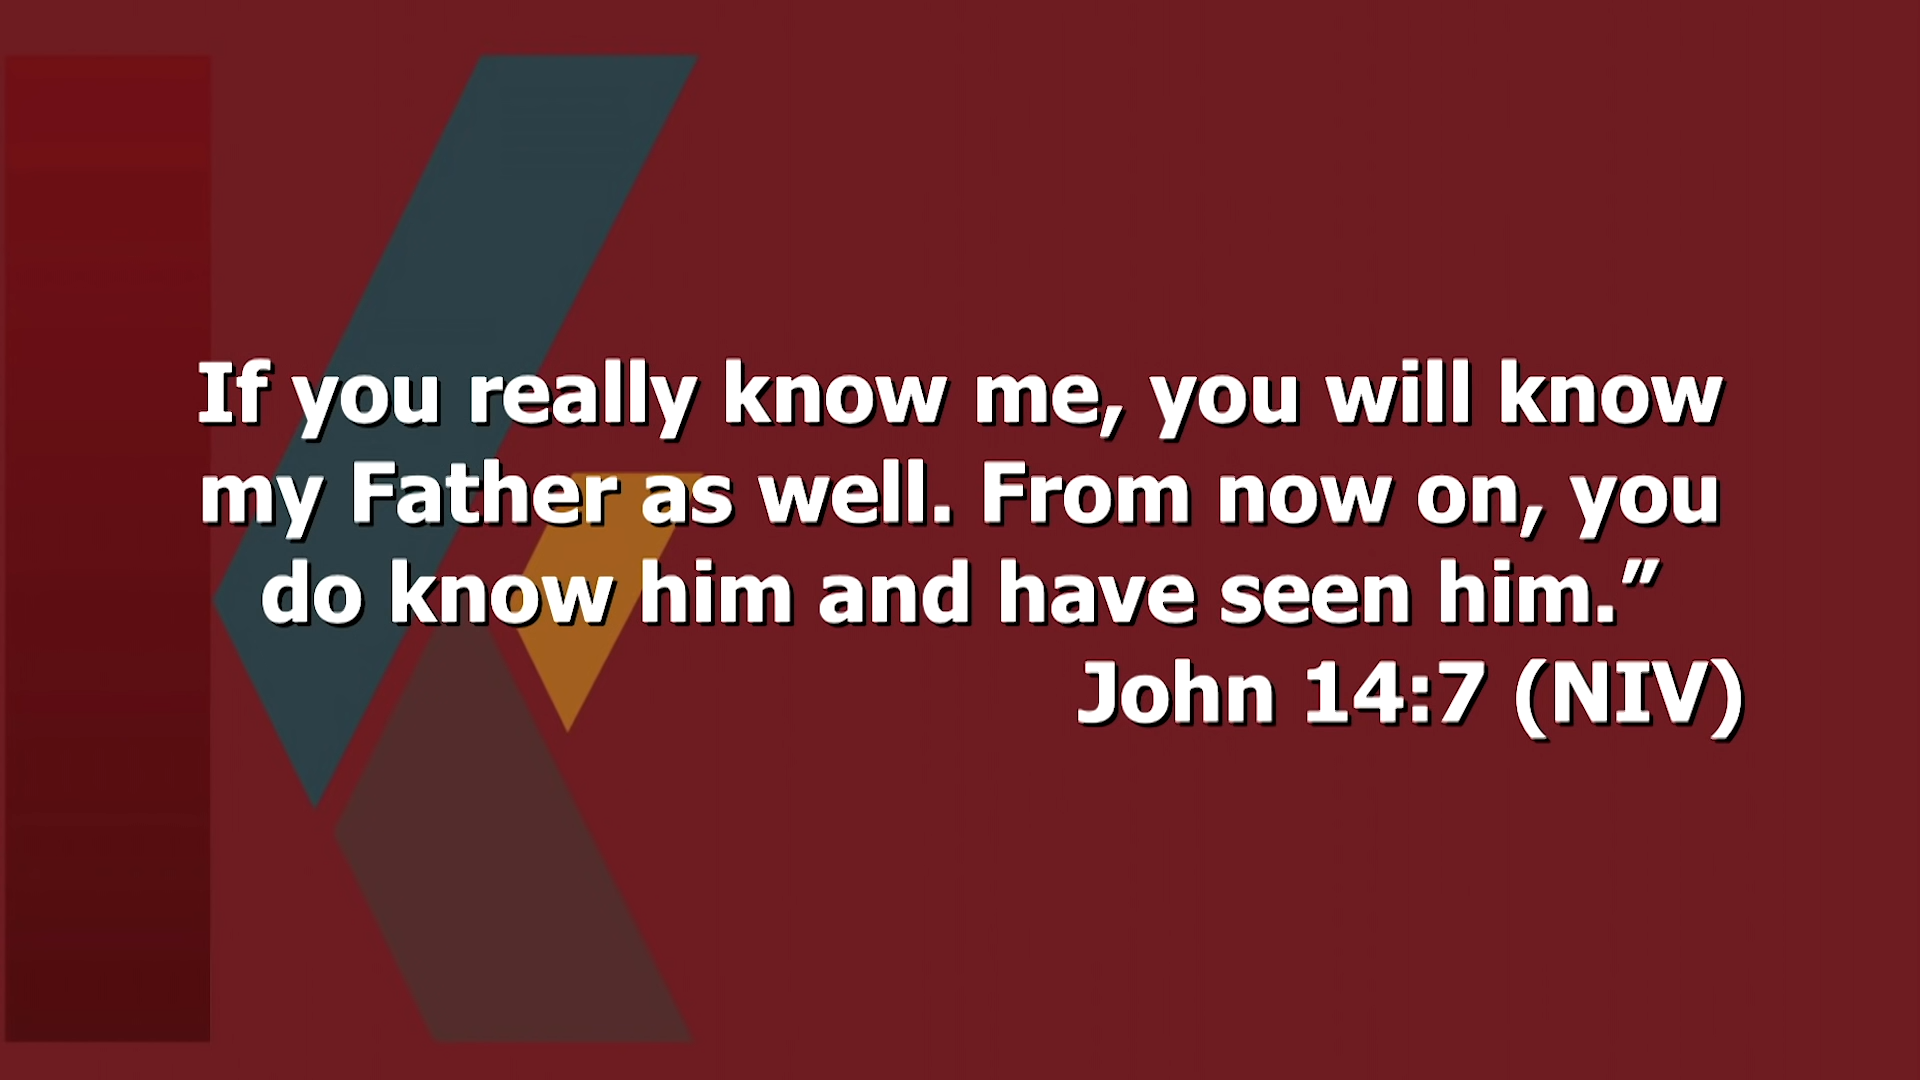 If you really know me, you will know
my Father as well. From now on, you
do know him and have seen him.”
John 14:7 (NIV)